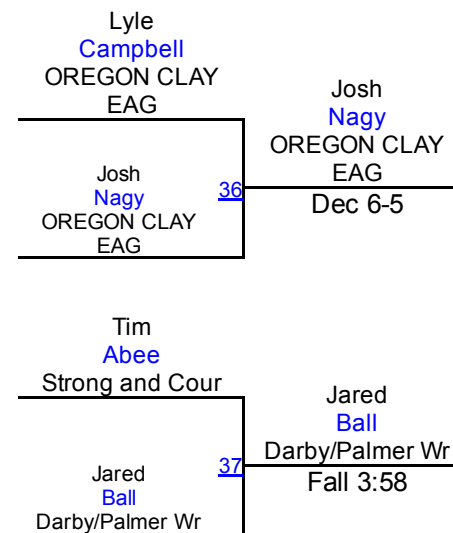 Lyle
Campbell
OREGON CLAY
EAG
Josh
Nagy
OREGON CLAY
EAG
36
Josh
Nagy
OREGON CLAY
EAG
Dec 6-5
Tim
Abee
Strong and Cour
Jared
Ball
Darby/Palmer Wr
37
Jared
Ball
Darby/Palmer Wr
Fall 3:58